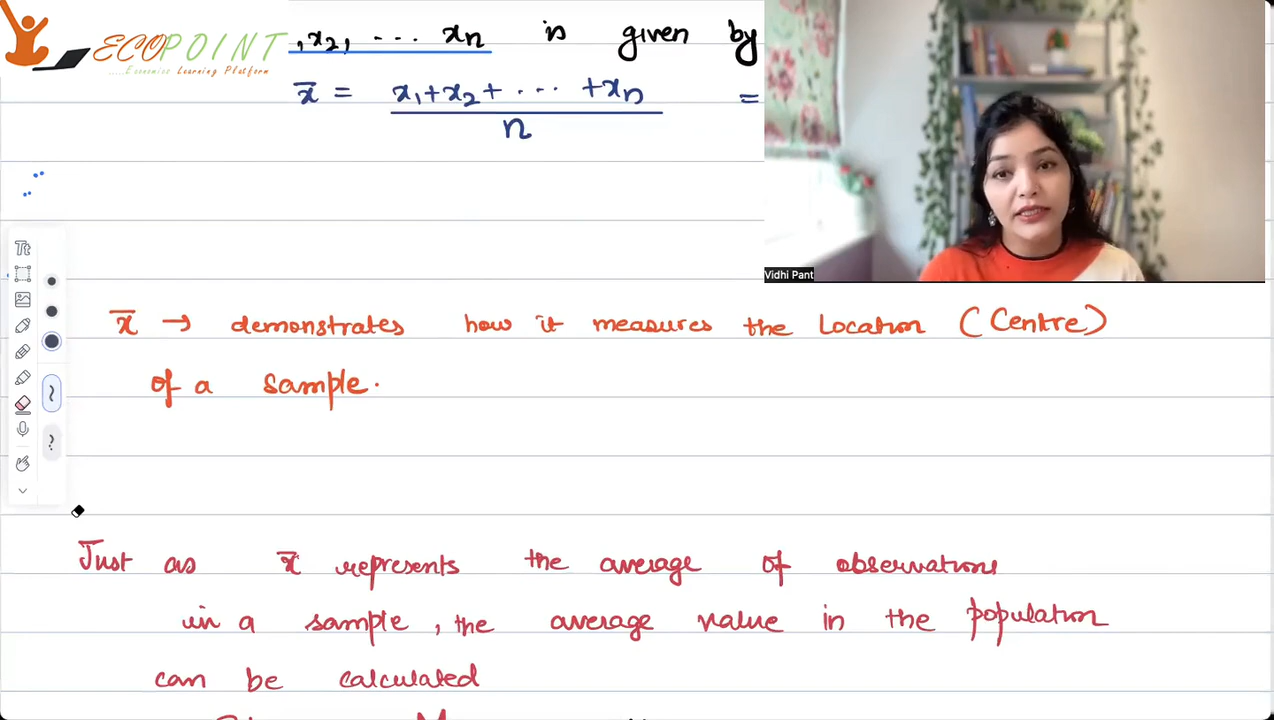 ECOPOINT
.....Economics Learning Platform
,x₂, ... xn is given by
x̄ = x₁+x₂+ ... +xn / n =
Vidhi Pant
Tt
x̄ → demonstrates how it measures the Location (Centre)
of a sample.
Just as x̄ represents the average of observations
in a sample, the average value in the population
can be calculated